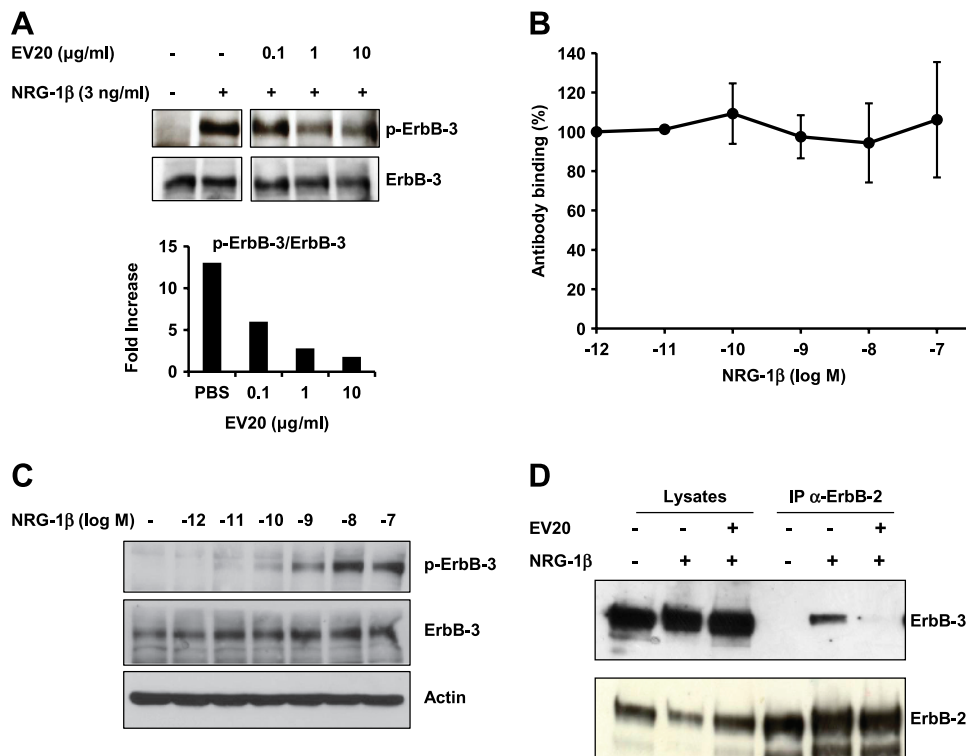 A
EV20 (µg/ml) - - 0.1 1 10
NRG-1β (3 ng/ml) - + + + +
p-ErbB-3
ErbB-3
p-ErbB-3/ErbB-3
15
10
5
0
Fold Increase
PBS 0.1 1 10
EV20 (µg/ml)
B
140
120
100
80
60
40
20
0
Antibody binding (%)
-12 -11 -10 -9 -8 -7
NRG-1β (log M)
C
NRG-1β (log M) - -12 -11 -10 -9 -8 -7
p-ErbB-3
ErbB-3
Actin
D
Lysates IP α-ErbB-2
EV20 - - + - - +
NRG-1β - + + - + +
ErbB-3
ErbB-2